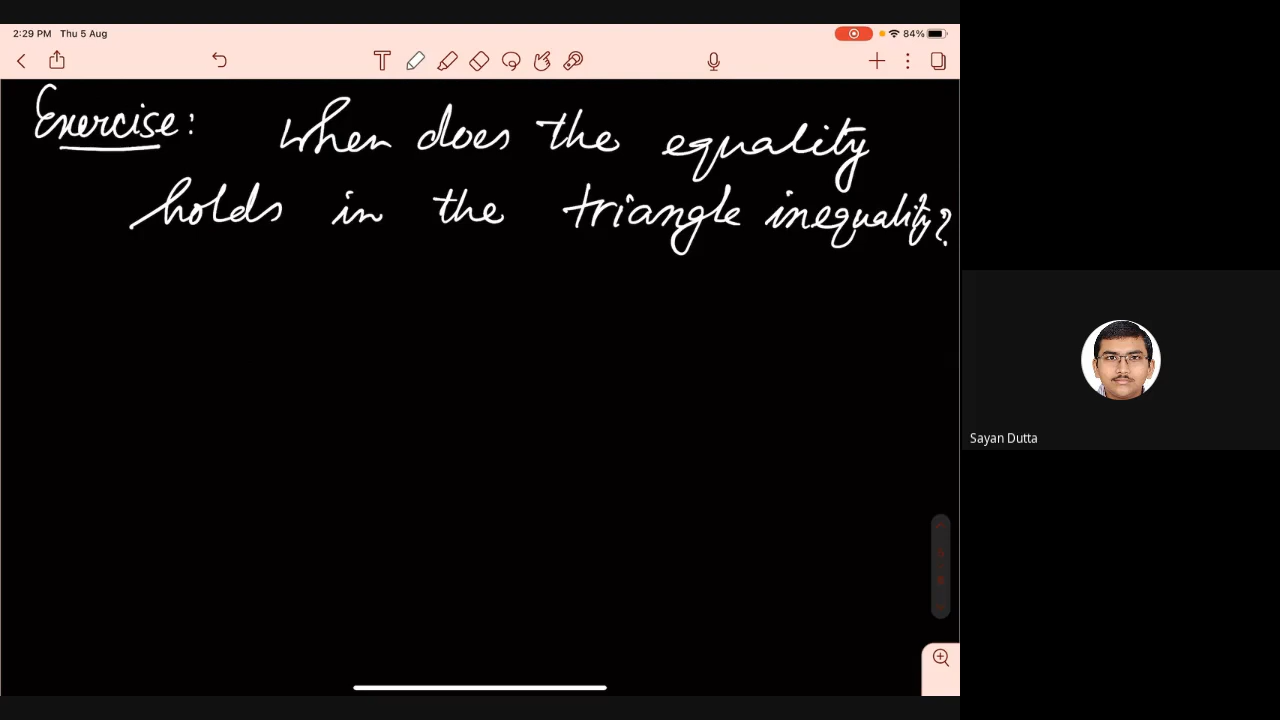 2:29 PM Thu 5 Aug
84%
T
Exercise: When does the equality
holds in the triangle inequality?
Sayan Dutta